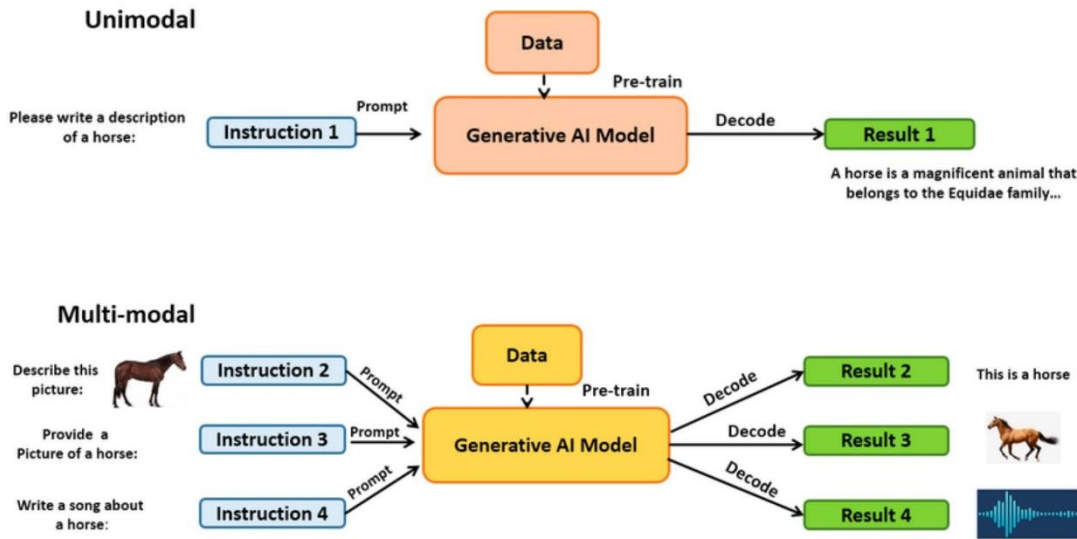 Unimodal
Data
Pre-train
Please write a description
of a horse:
Instruction 1
Prompt
Generative AI Model
Decode
Result 1
A horse is a magnificent animal that
belongs to the Equidae family...
Multi-modal
Data
Pre-train
Describe this
picture:
Instruction 2
Prompt
Decode
Result 2
This is a horse
Provide a
Picture of a horse:
Instruction 3
Prompt
Generative AI Model
Decode
Result 3
Write a song about
a horse:
Instruction 4
Prompt
Decode
Result 4